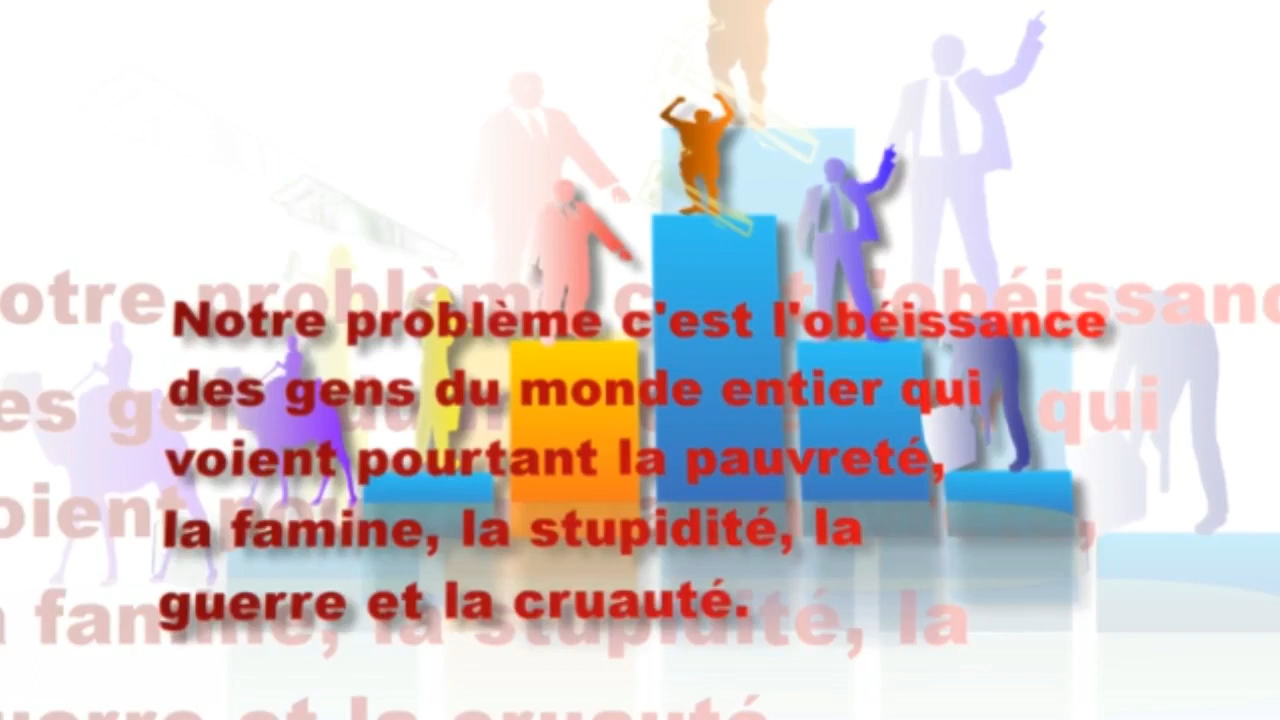 Notre problème c'est l'obéissance
des gens du monde entier qui
voient pourtant la pauvreté,
la famine, la stupidité, la
guerre et la cruauté.